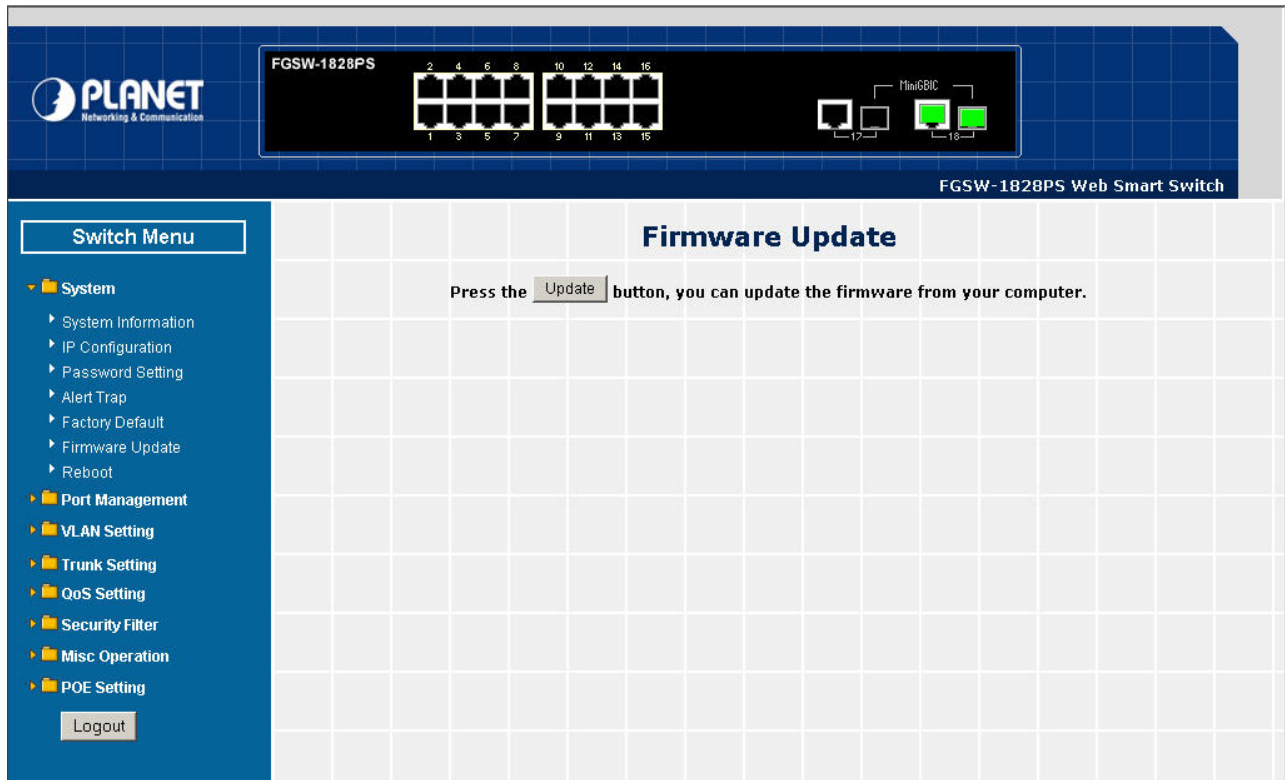 PLANET
Networking & Communication
FGSW-1828PS
2 4 6 8 10 12 14 16
1 3 5 7 9 11 13 15
MiniGBIC
17 18
FGSW-1828PS Web Smart Switch
Switch Menu
System
System Information
IP Configuration
Password Setting
Alert Trap
Factory Default
Firmware Update
Reboot
Port Management
VLAN Setting
Trunk Setting
QoS Setting
Security Filter
Misc Operation
POE Setting
Logout
Firmware Update
Press the Update button, you can update the firmware from your computer.